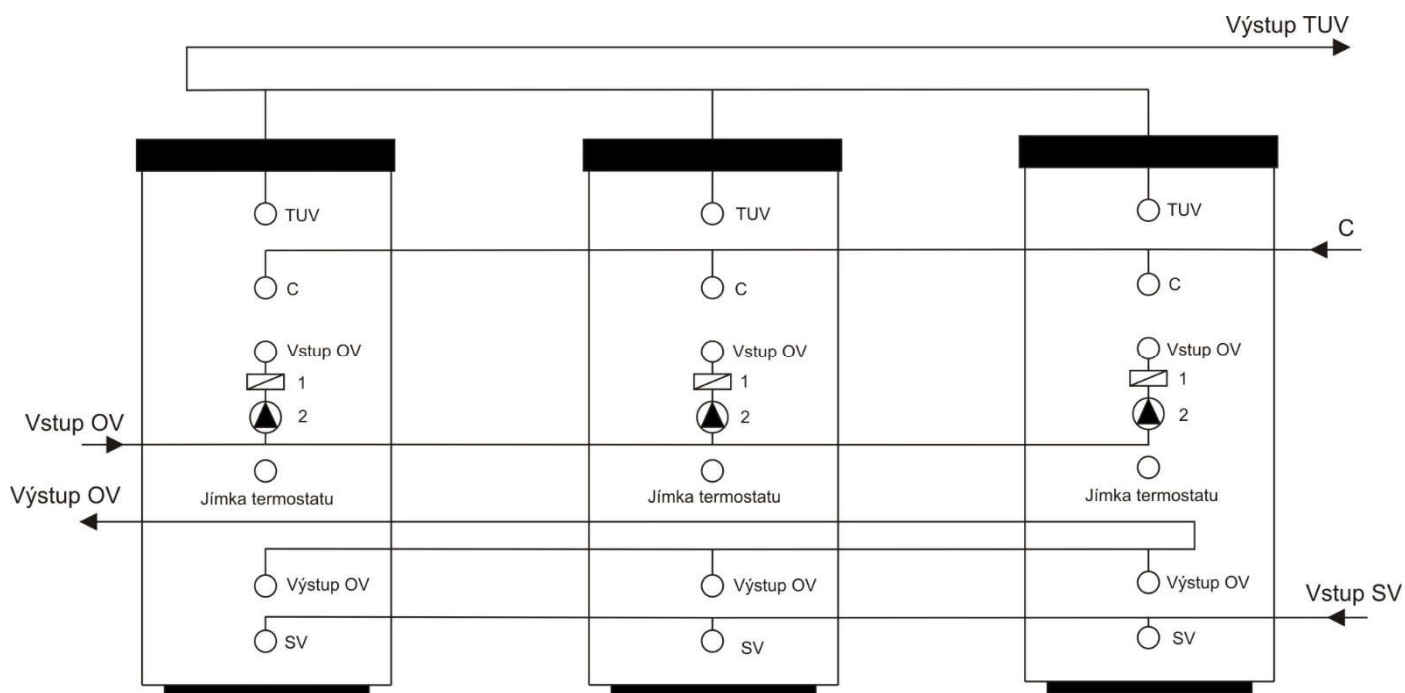 Výstup TUV
TUV
TUV
TUV
C
C
C
C
Vstup OV
Vstup OV
Vstup OV
1
1
1
2
2
2
Vstup OV
Jímka termostatu
Jímka termostatu
Jímka termostatu
Výstup OV
Výstup OV
Výstup OV
Výstup OV
Vstup SV
SV
SV
SV